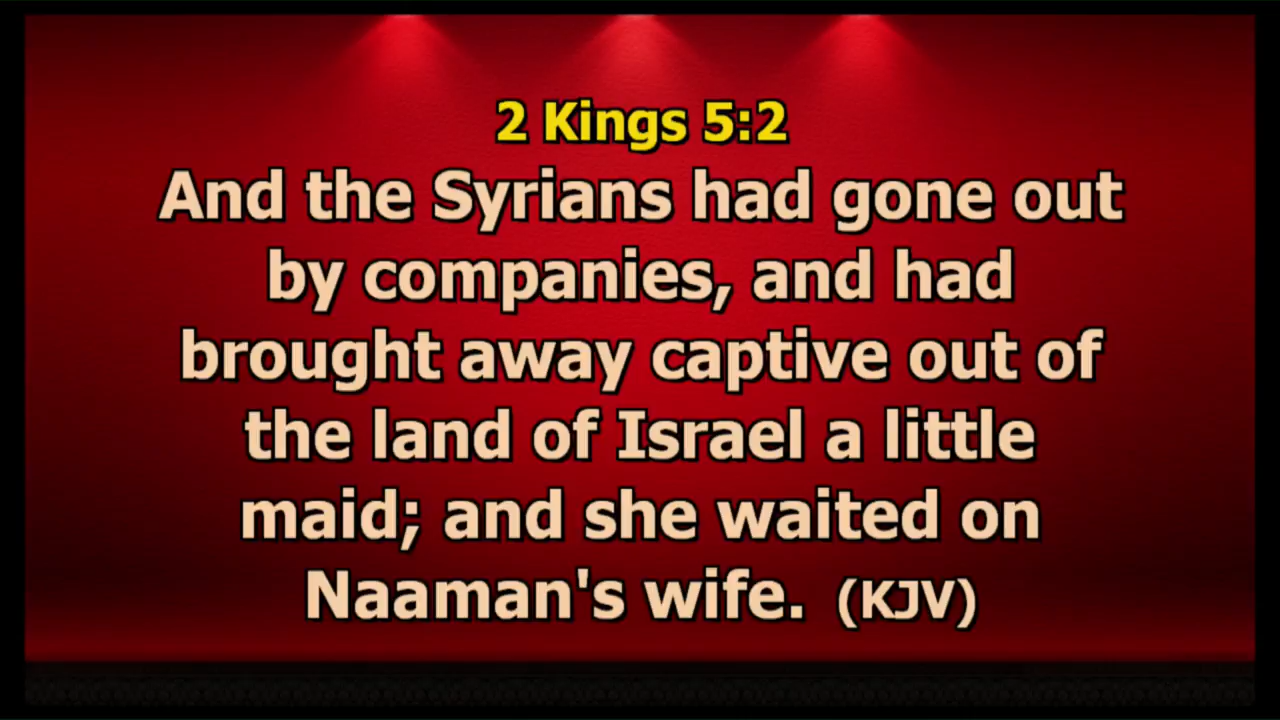 2 Kings 5:2
And the Syrians had gone out
by companies, and had
brought away captive out of
the land of Israel a little
maid; and she waited on
Naaman's wife. (KJV)